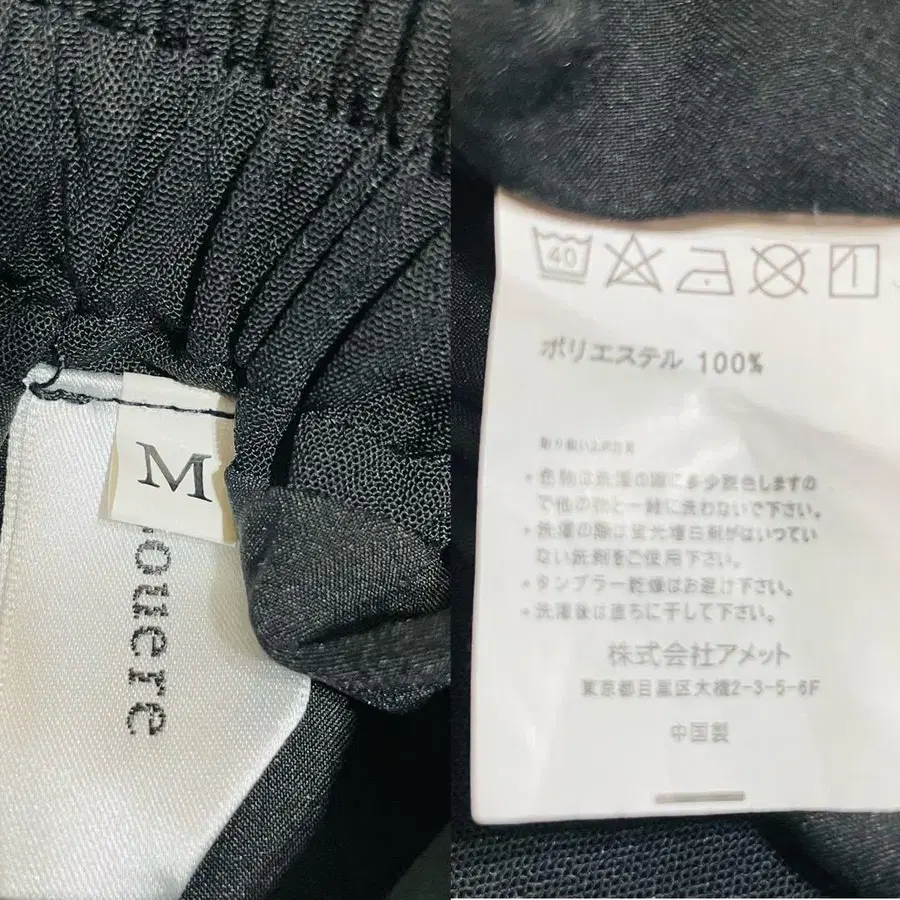 M
ouere
40
ポリエステル 100%
取り扱い上の注意
・色物は洗濯の際に多少脱色しますの
で他の物と一緒に洗わないで下さい。
・洗濯の際は蛍光増白剤がはいつてい
ない洗剤をご使用下さい。
・タンブラー乾燥はお避け下さい。
・洗濯後は直ちに干して下さい。
株式会社アメット
東京都目黒区大橋2-3-5-6F
中国製